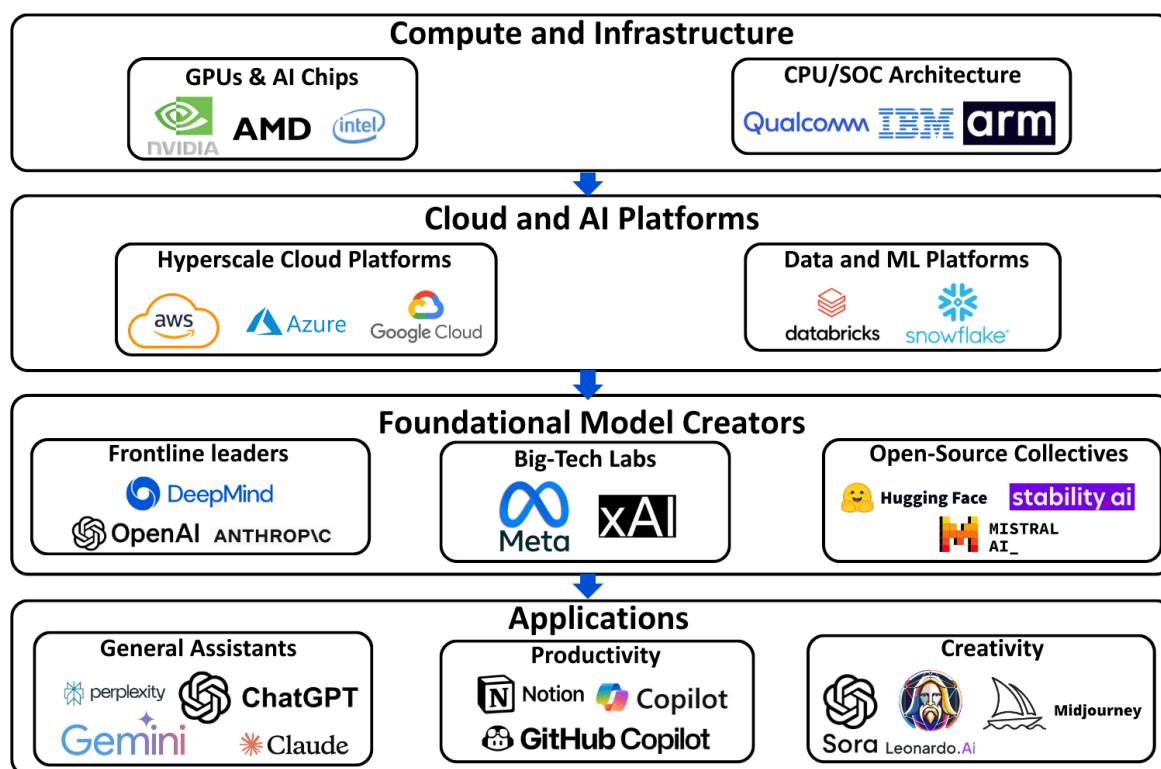 Compute and Infrastructure
GPUs & AI Chips
NVIDIA
AMD
intel
CPU/SOC Architecture
Qualcomm
IBM
arm
Cloud and AI Platforms
Hyperscale Cloud Platforms
aws
Azure
Google Cloud
Data and ML Platforms
databricks
snowflake®
Foundational Model Creators
Frontline leaders
DeepMind
OpenAI
ANTHROP\C
Big-Tech Labs
Meta
xAI
Open-Source Collectives
Hugging Face
stability.ai
MISTRAL
AI_
Applications
General Assistants
perplexity
ChatGPT
Gemini
Claude
Productivity
Notion
Copilot
GitHub Copilot
Creativity
Sora
Leonardo.Ai
Midjourney